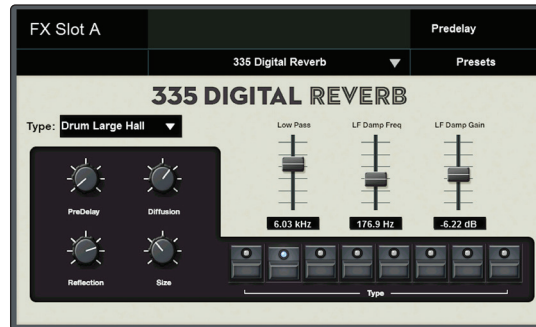 FX Slot A
Predelay
335 Digital Reverb
Presets
335 DIGITAL REVERB
Type: Drum Large Hall
Low Pass
LF Damp Freq
LF Damp Gain
PreDelay
Diffusion
6.03 kHz
176.9 Hz
-6.22 dB
Reflection
Size
Type